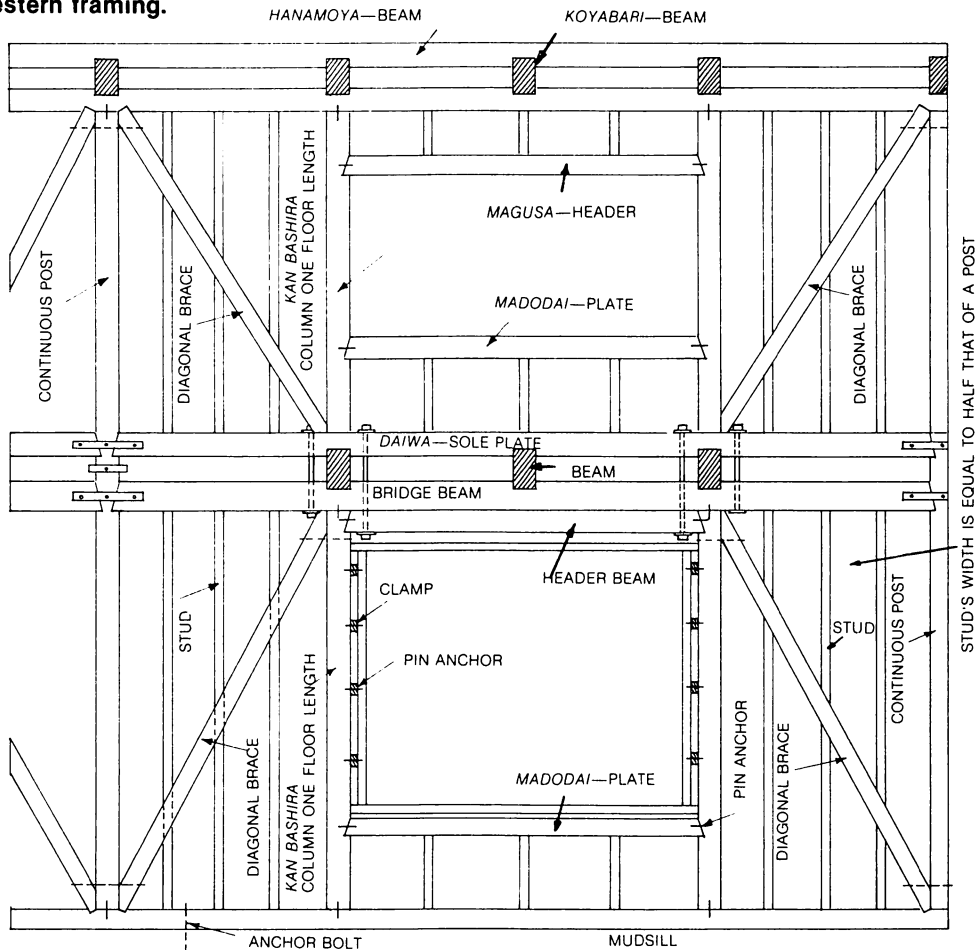 estern framing.
HANAMOYA—BEAM
KOYABARI—BEAM
CONTINUOUS POST
DIAGONAL BRACE
KAN BASHIRA
COLUMN ONE FLOOR LENGTH
MAGUSA—HEADER
MADODAI—PLATE
DIAGONAL BRACE
STUD'S WIDTH IS EQUAL TO HALF THAT OF A POST
DAIWA—SOLE PLATE
BEAM
BRIDGE BEAM
HEADER BEAM
STUD
CLAMP
PIN ANCHOR
STUD
CONTINUOUS POST
DIAGONAL BRACE
KAN BASHIRA
COLUMN ONE FLOOR LENGTH
MADODAI—PLATE
PIN ANCHOR
DIAGONAL BRACE
ANCHOR BOLT
MUDSILL